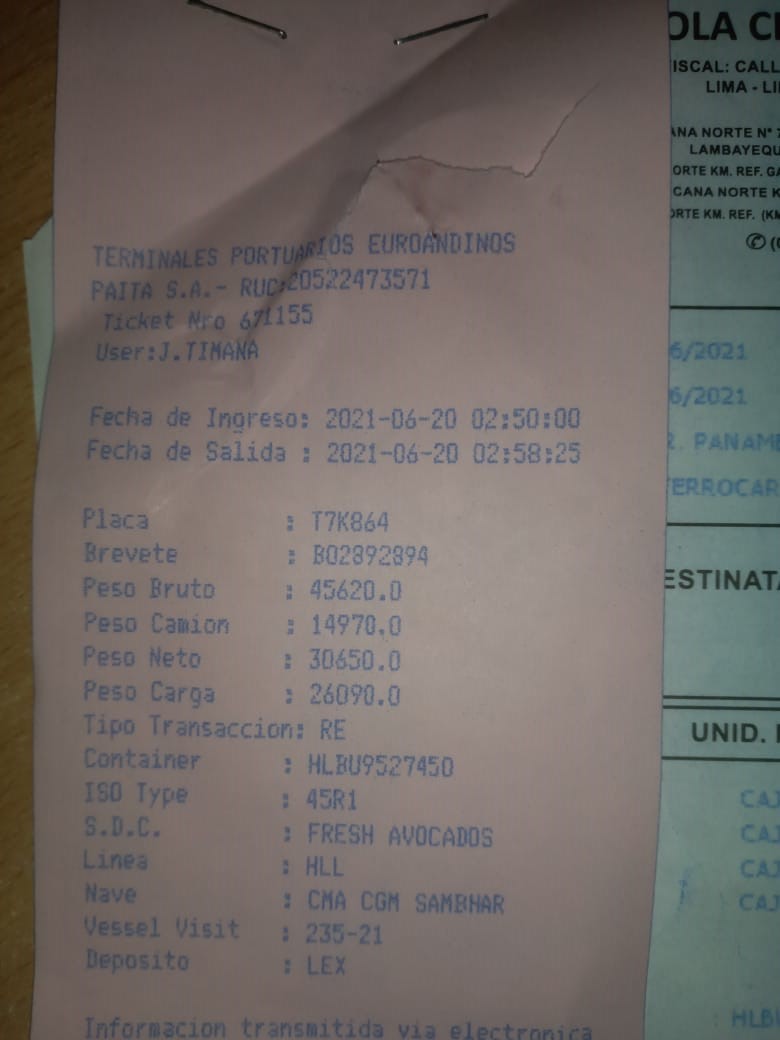 TERMINALES PORTUARIOS EUROANDINOS
PAITA S.A.- RUC:20522473571
Ticket Nro 671155
User:J.TIMANA
Fecha de Ingreso: 2021-06-20 02:50:00
Fecha de Salida : 2021-06-20 02:58:25
Placa : T7K864
Brevete : B02892894
Peso Bruto : 45620.0
Peso Camion : 14970.0
Peso Neto : 30650.0
Peso Carga : 26090.0
Tipo Transaccion: RE
Container : HLBU9527450
ISO Type : 45R1
S.D.C. : FRESH AVOCADOS
Linea : HLL
Nave : CMA CGM SAMBHAR
Vessel Visit : 235-21
Deposito : LEX
Informacion transmitida via electronica
OLA C
ISCAL: CALL
LIMA - LI
ANA NORTE N°
LAMBAYEQU
ORTE KM. REF. GA
CANA NORTE K
ORTE KM. REF. (KM
6/2021
6/2021
R. PANAM
ERROCAR
ESTINATA
UNID.
CAJ
CAJ
CAJ
CAJ
: HLB